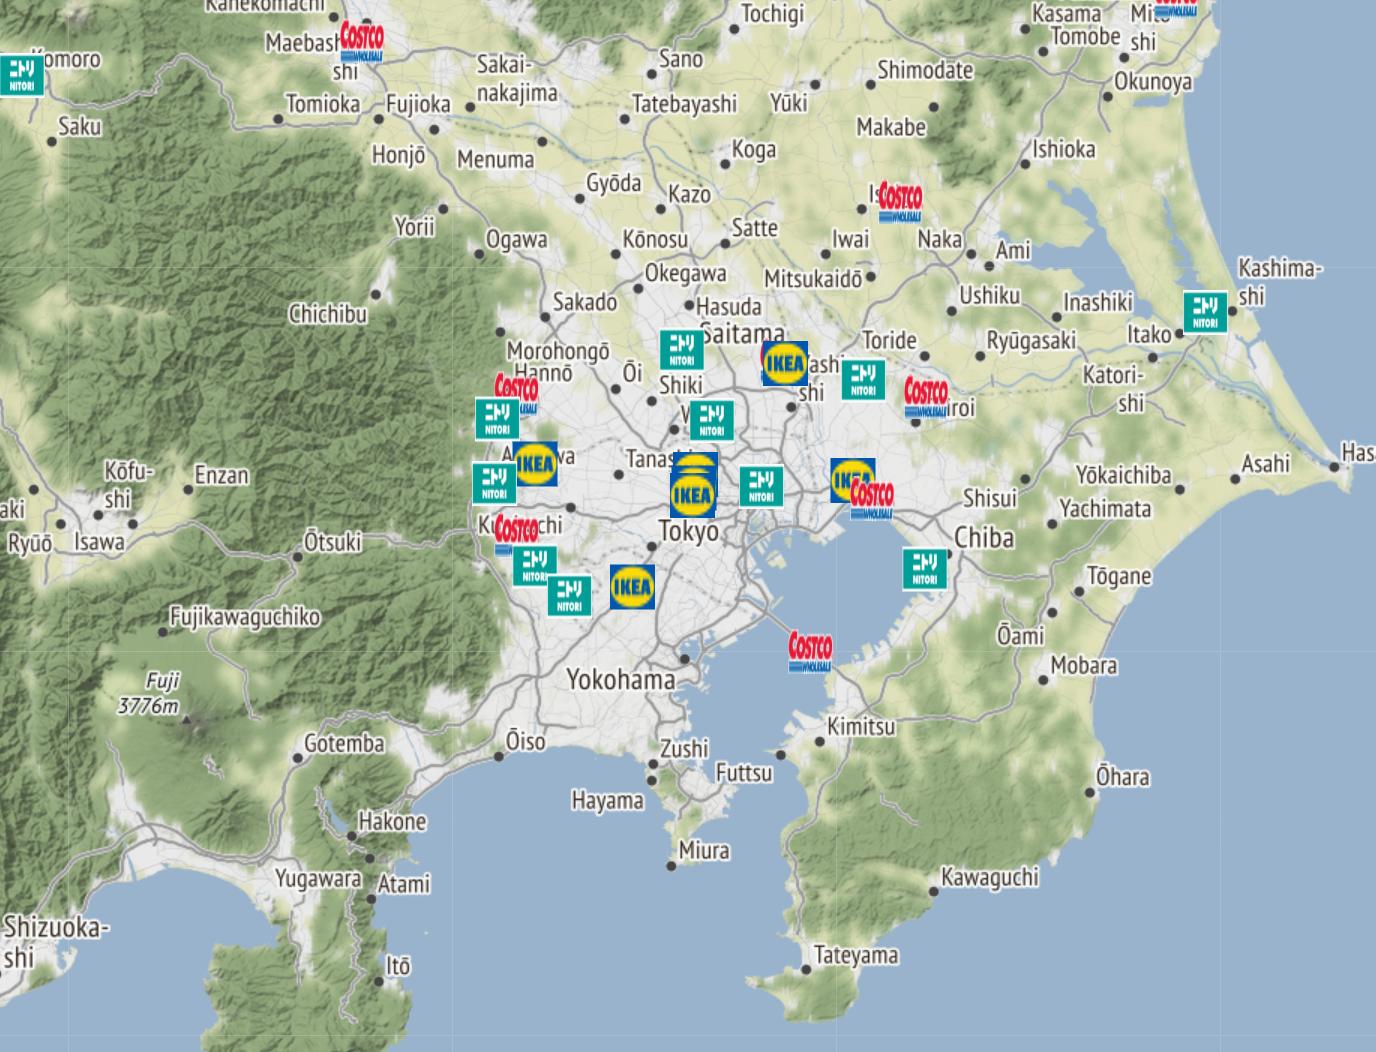 Kanekomachi
Tochigi
Kasama
Mito-
shi
COSTCO
WHOLESALE
Maebashi-
shi
Tomobe
Komoro
ニトリ
NITORI
Sano
Shimodate
Okunoya
Sakai-
nakajima
Tomioka
Fujioka
Tatebayashi
Yūki
Saku
Makabe
Honjō
Menuma
Koga
Ishioka
Gyōda
Kazo
COSTCO
WHOLESALE
Yorii
Ogawa
Kōnosu
Satte
Iwai
Naka
Ami
Okegawa
Mitsukaidō
Kashima-
shi
Chichibu
Sakado
Hasuda
Ushiku
Inashiki
ニトリ
NITORI
Saitama
Toride
Ryūgasaki
Itako
Morohongō
ニトリ
NITORI
IKEA
Hannō
Ōi
Shiki
shi
ニトリ
NITORI
Katori-
shi
COSTCO
ニトリ
NITORI
ニトリ
NITORI
COSTCO
WHOLESALE
iroi
IKEA
Tanashi
Kōfu-
shi
Enzan
ニトリ
NITORI
IKEA
ニトリ
NITORI
IKEA
COSTCO
WHOLESALE
Yōkaichiba
Asahi
Shisui
Yachimata
Ryūō
Isawa
Ōtsuki
COSTCO
Tokyo
Chiba
ニトリ
NITORI
ニトリ
NITORI
ニトリ
NITORI
IKEA
Tōgane
Fujikawaguchiko
Ōami
COSTCO
WHOLESALE
Mobara
Fuji
3776m
Yokohama
Gotemba
Ōiso
Zushi
Kimitsu
Futtsu
Hayama
Ōhara
Hakone
Miura
Yugawara
Atami
Kawaguchi
Shizuoka-
shi
Itō
Tateyama